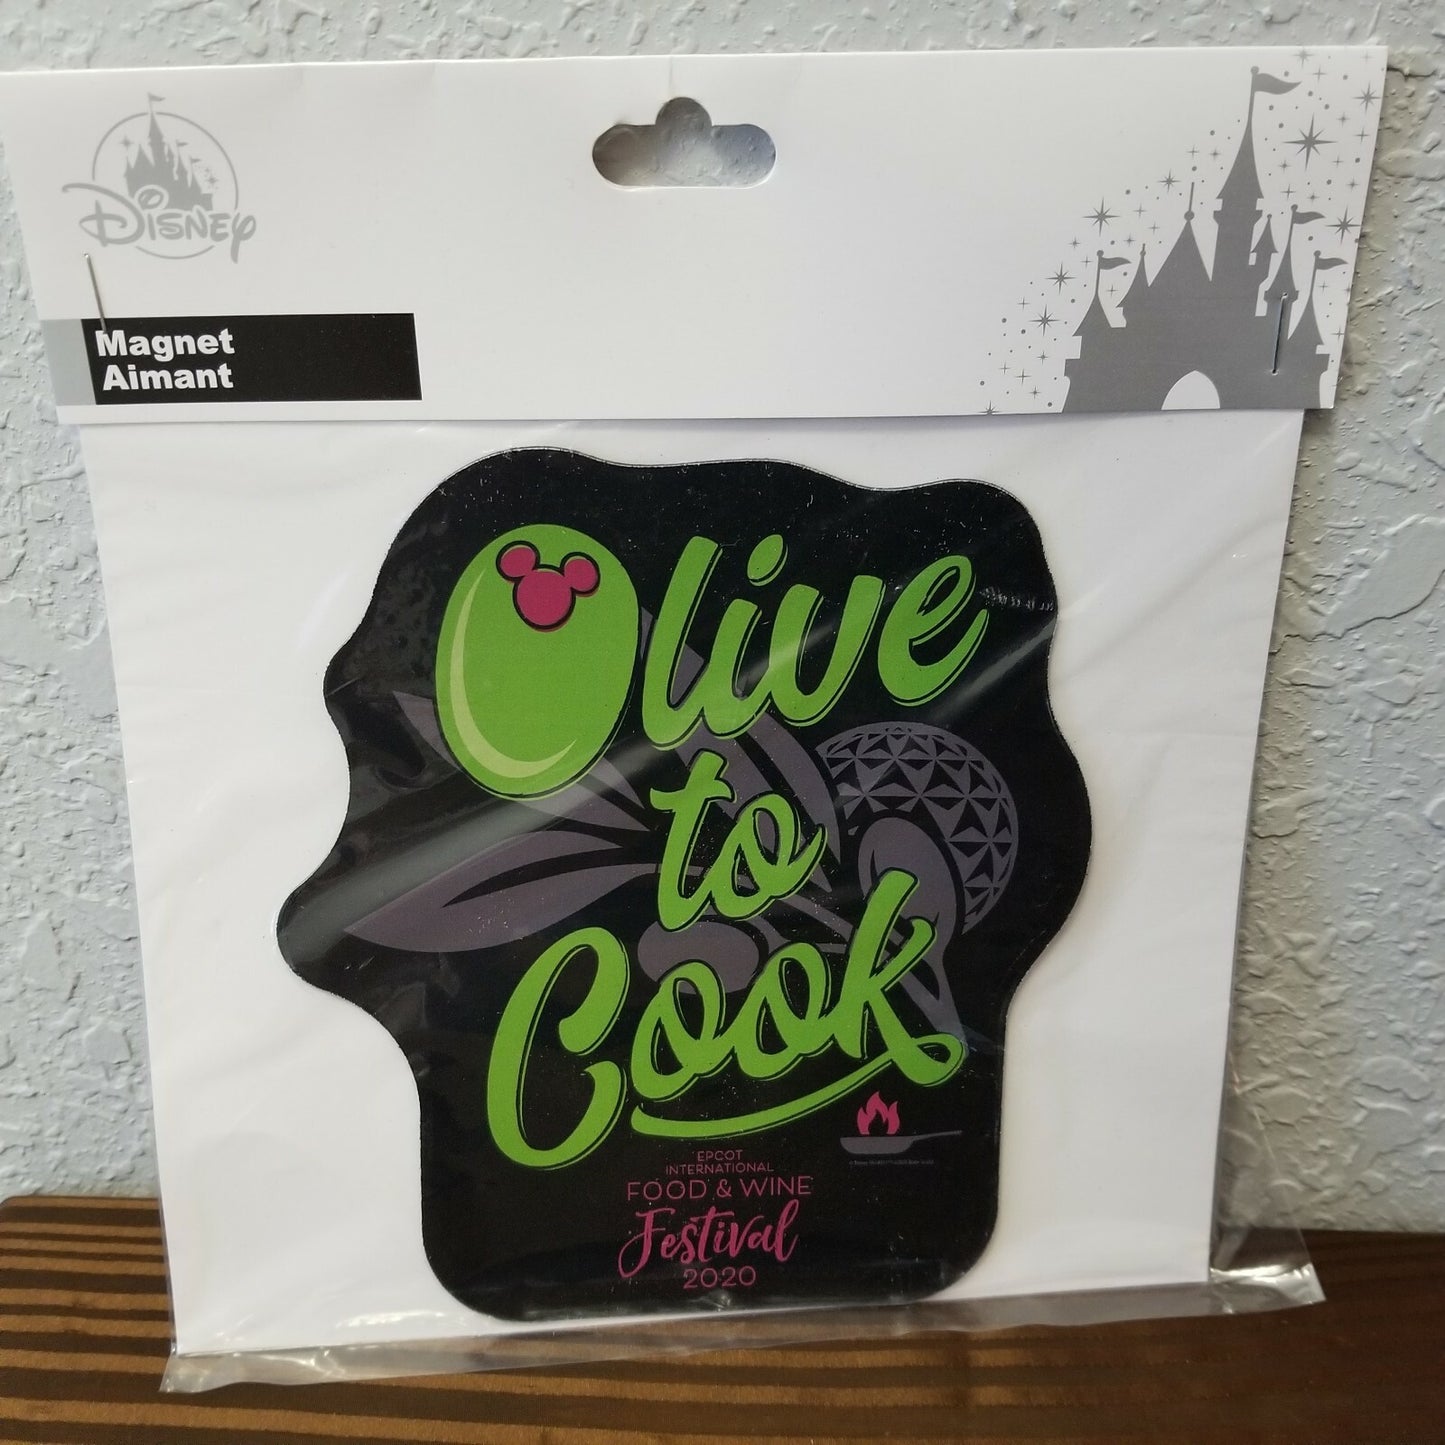 Disney
Magnet
Aimant
Olive
to
Cook
EPCOT
INTERNATIONAL
FOOD & WINE
Festival
2020